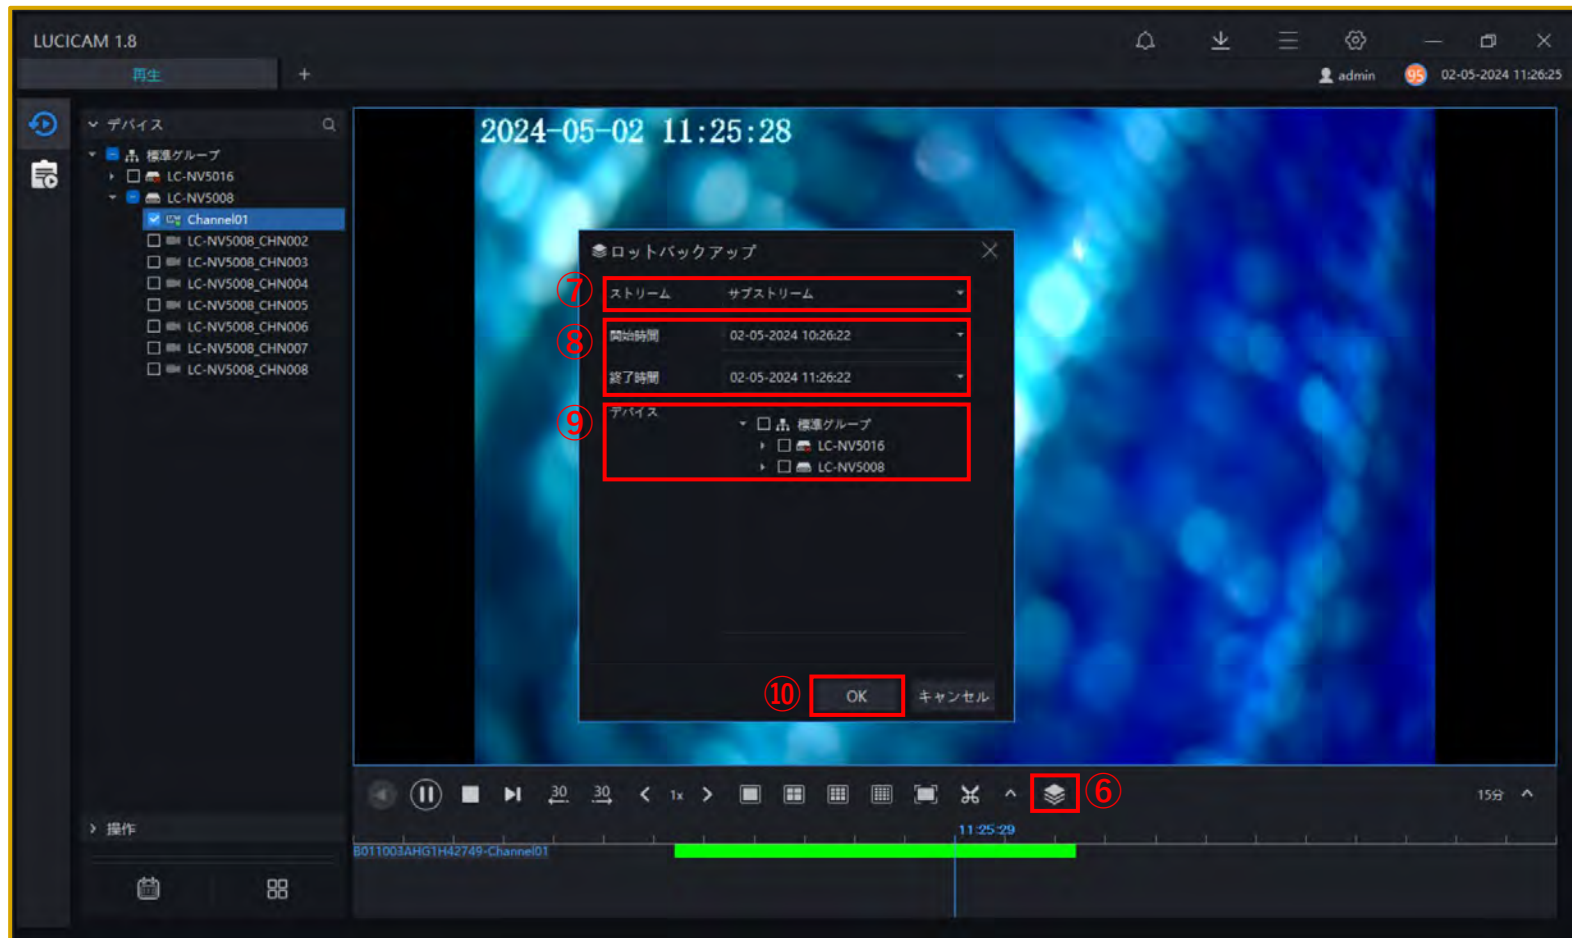 LUCICAM 1.8
再生
+
admin
95
02-05-2024 11:26:25
デバイス
標準グループ
LC-NV5016
LC-NV5008
Channel01
LC-NV5008_CHN002
LC-NV5008_CHN003
LC-NV5008_CHN004
LC-NV5008_CHN005
LC-NV5008_CHN006
LC-NV5008_CHN007
LC-NV5008_CHN008
操作
2024-05-02 11:25:28
ロットバックアップ
⑦
ストリーム
サブストリーム
⑧
開始時間
02-05-2024 10:26:22
終了時間
02-05-2024 11:26:22
⑨
デバイス
標準グループ
LC-NV5016
LC-NV5008
⑩
OK
キャンセル
30
30
1x
⑥
15分
11:25:29
B011003AHG1H42749-Channel01